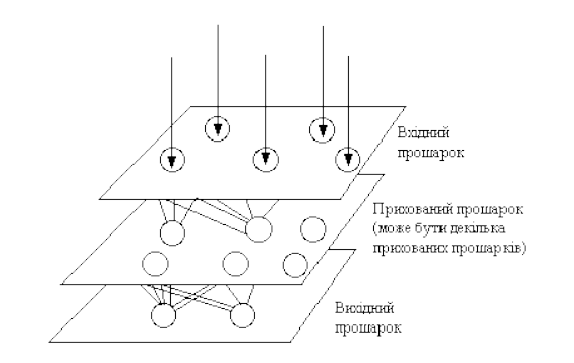 Вхідний
прошарок
Прихований прошарок
(може бути декілька
прихованих прошарків)
Вихідний
прошарок